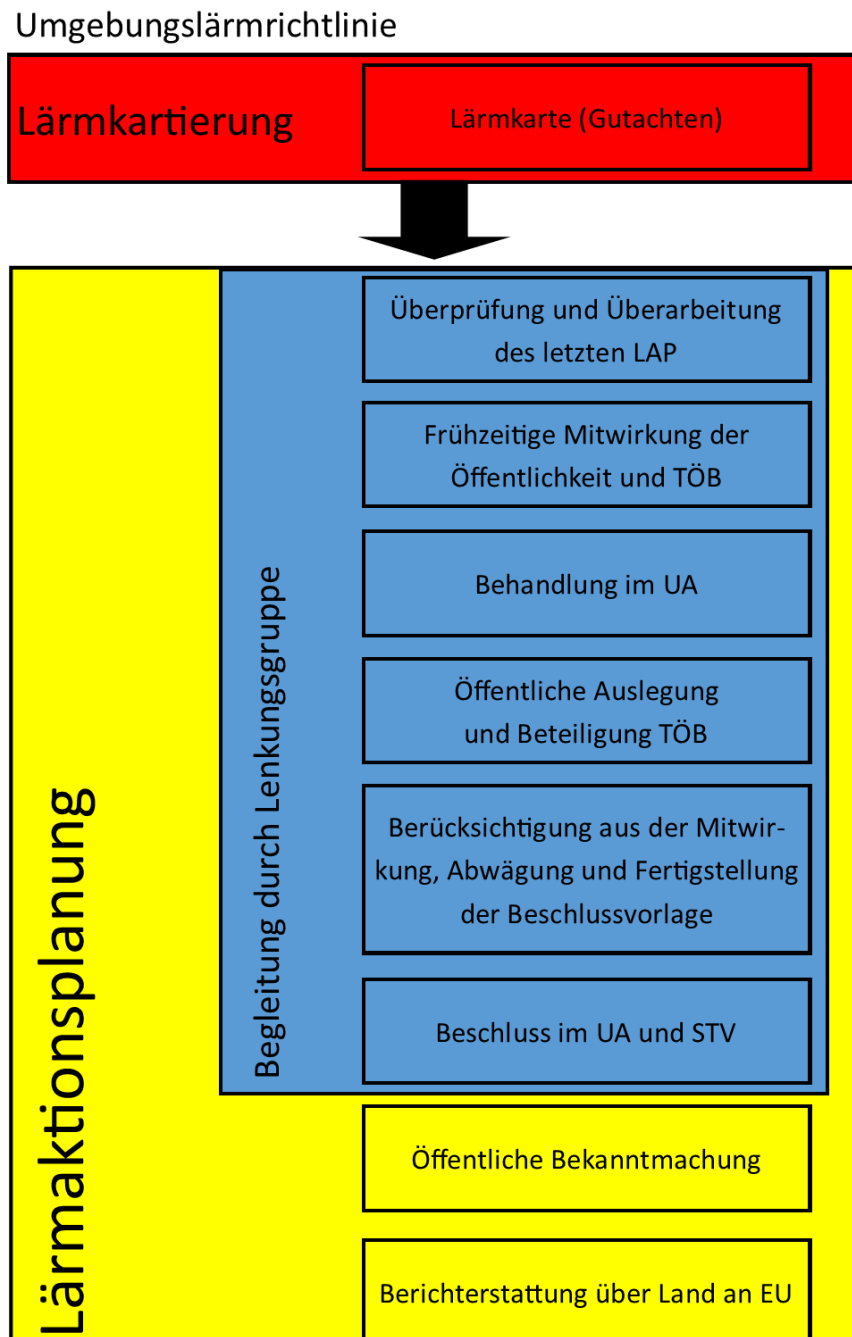 Umgebungslärmrichtlinie
Lärmkartierung
Lärmkarte (Gutachten)
Lärmaktionsplanung
Begleitung durch Lenkungsgruppe
Überprüfung und Überarbeitung
des letzten LAP
Frühzeitige Mitwirkung der
Öffentlichkeit und TÖB
Behandlung im UA
Öffentliche Auslegung
und Beteiligung TÖB
Berücksichtigung aus der Mitwir-
kung, Abwägung und Fertigstellung
der Beschlussvorlage
Beschluss im UA und STV
Öffentliche Bekanntmachung
Berichterstattung über Land an EU